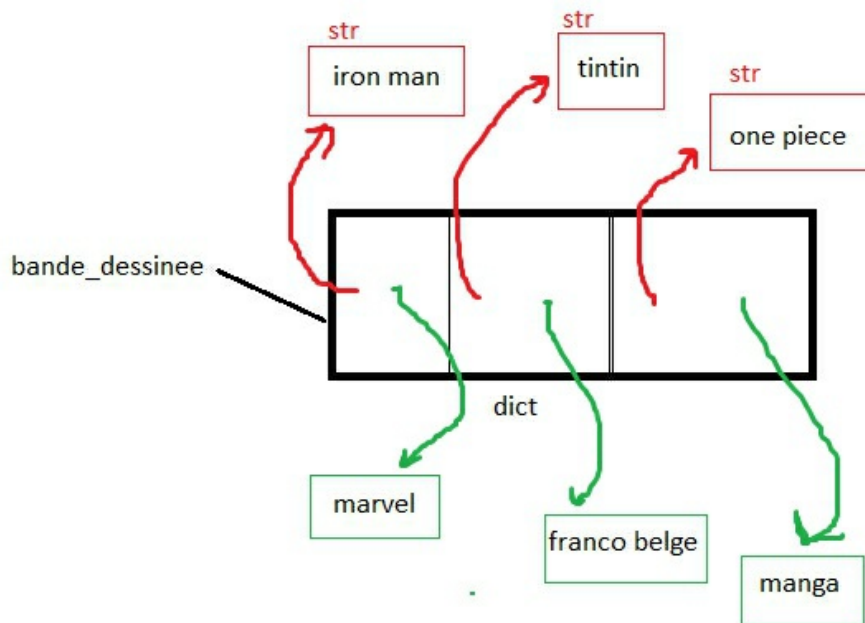 str
iron man
str
tintin
str
one piece
bande_dessinee
dict
marvel
franco belge
manga